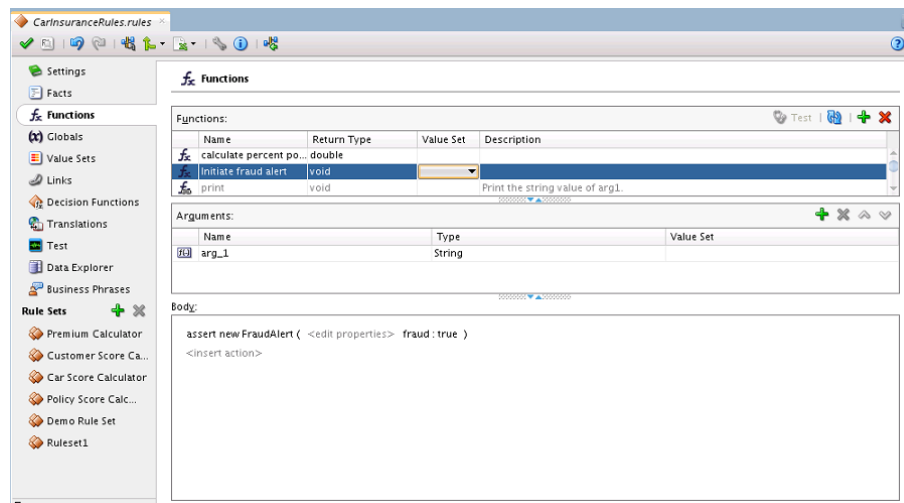 CarInsuranceRules.rules
Settings
Facts
Functions
Globals
Value Sets
Links
Decision Functions
Translations
Test
Data Explorer
Business Phrases
Rule Sets
Premium Calculator
Customer Score Ca...
Car Score Calculator
Policy Score Calc...
Demo Rule Set
Ruleset1
Functions
Functions:
Test
Name Return Type Value Set Description
calculate percent po... double
Initiate fraud alert void
print void Print the string value of arg1.
Arguments:
Name Type Value Set
arg_1 String
Body:
assert new FraudAlert ( <edit properties> fraud : true )
<insert action>